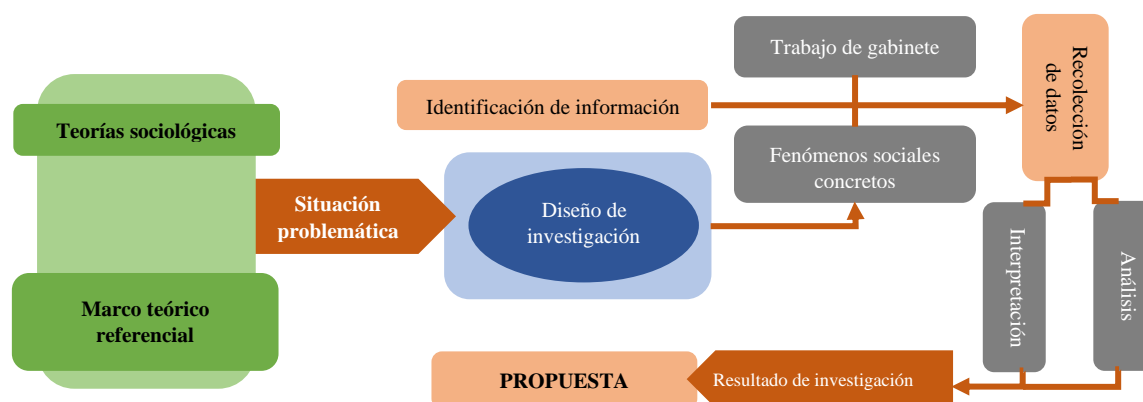 Teorías sociológicas
Marco teórico
referencial
Situación
problemática
Diseño de
investigación
Identificación de información
Trabajo de gabinete
Fenómenos sociales
concretos
Recolección
de datos
Interpretación
Análisis
Resultado de investigación
PROPUESTA